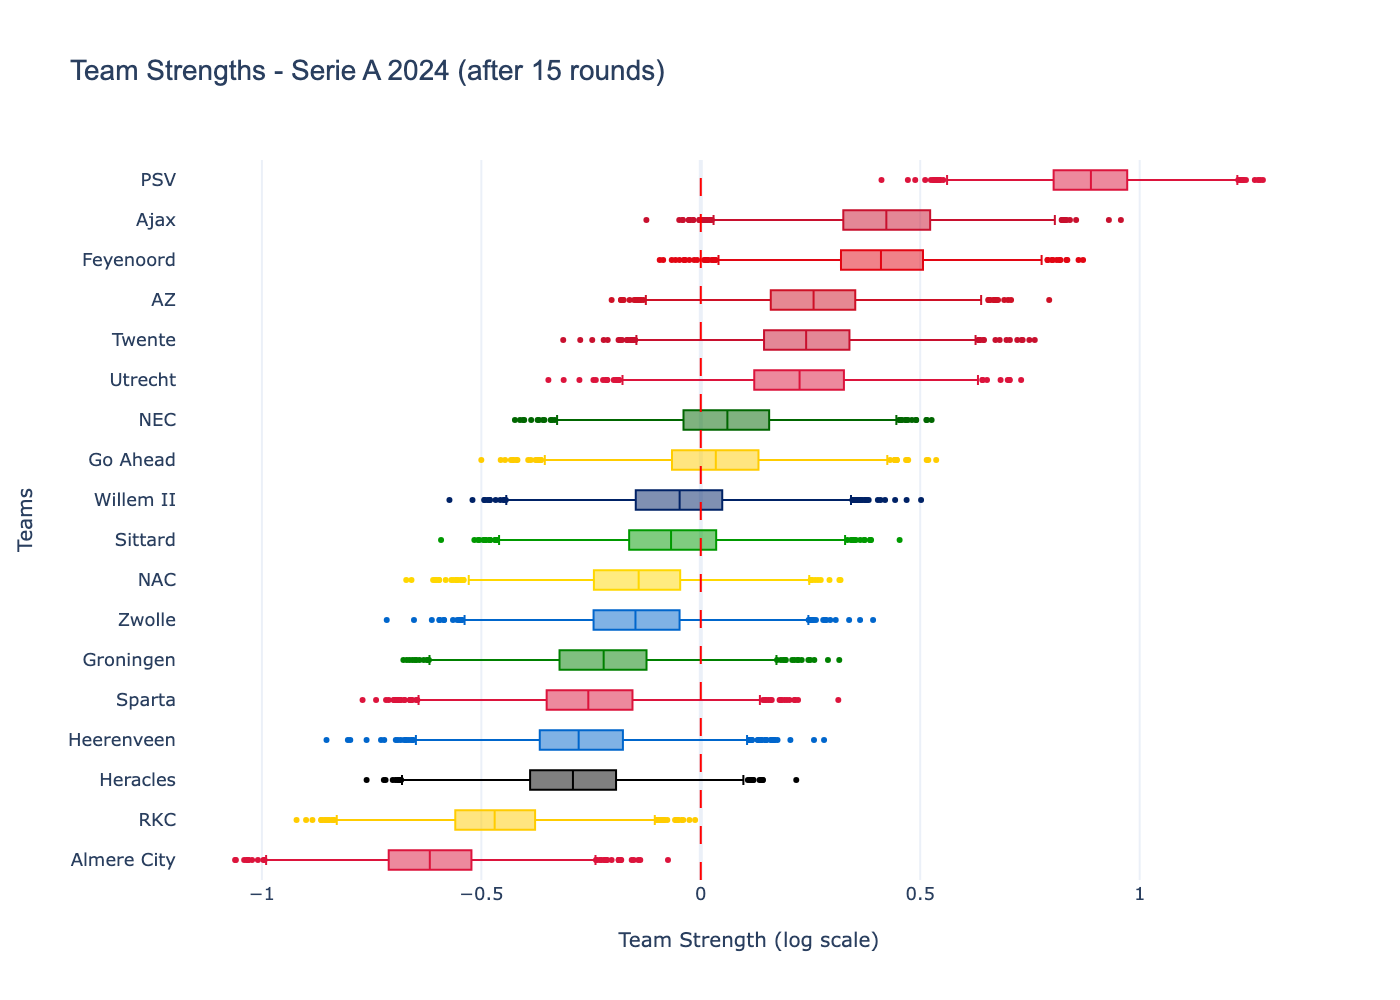 Team Strengths - Serie A 2024 (after 15 rounds)
PSV
Ajax
Feyenoord
AZ
Twente
Utrecht
NEC
Go Ahead
Willem II
Sittard
NAC
Zwolle
Groningen
Sparta
Heerenveen
Heracles
RKC
Almere City
Teams
−1 −0.5 0 0.5 1
Team Strength (log scale)